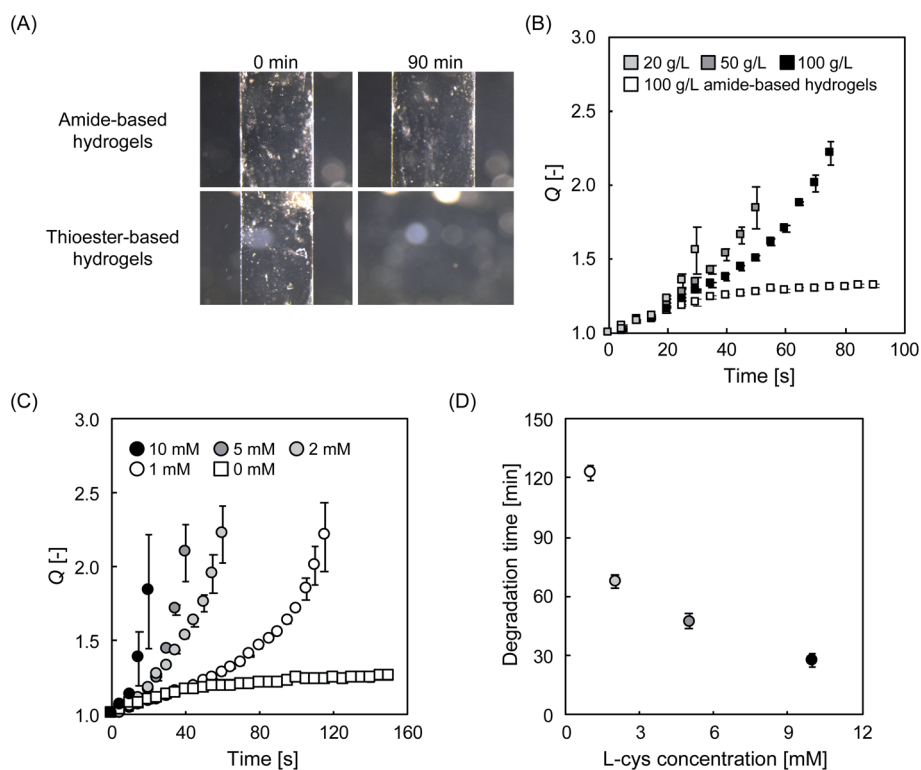 (A)
0 min
90 min
Amide-based
hydrogels
Thioester-based
hydrogels
(B)
3.0
2.5
2.0
1.5
1.0
Q [-]
20 g/L
50 g/L
100 g/L
100 g/L amide-based hydrogels
0
20
40
60
80
100
Time [s]
(C)
3.0
2.5
2.0
1.5
1.0
Q [-]
10 mM
5 mM
2 mM
1 mM
0 mM
0
40
80
120
160
Time [s]
(D)
150
120
90
60
30
0
Degradation time [min]
0
3
6
9
12
L-cys concentration [mM]